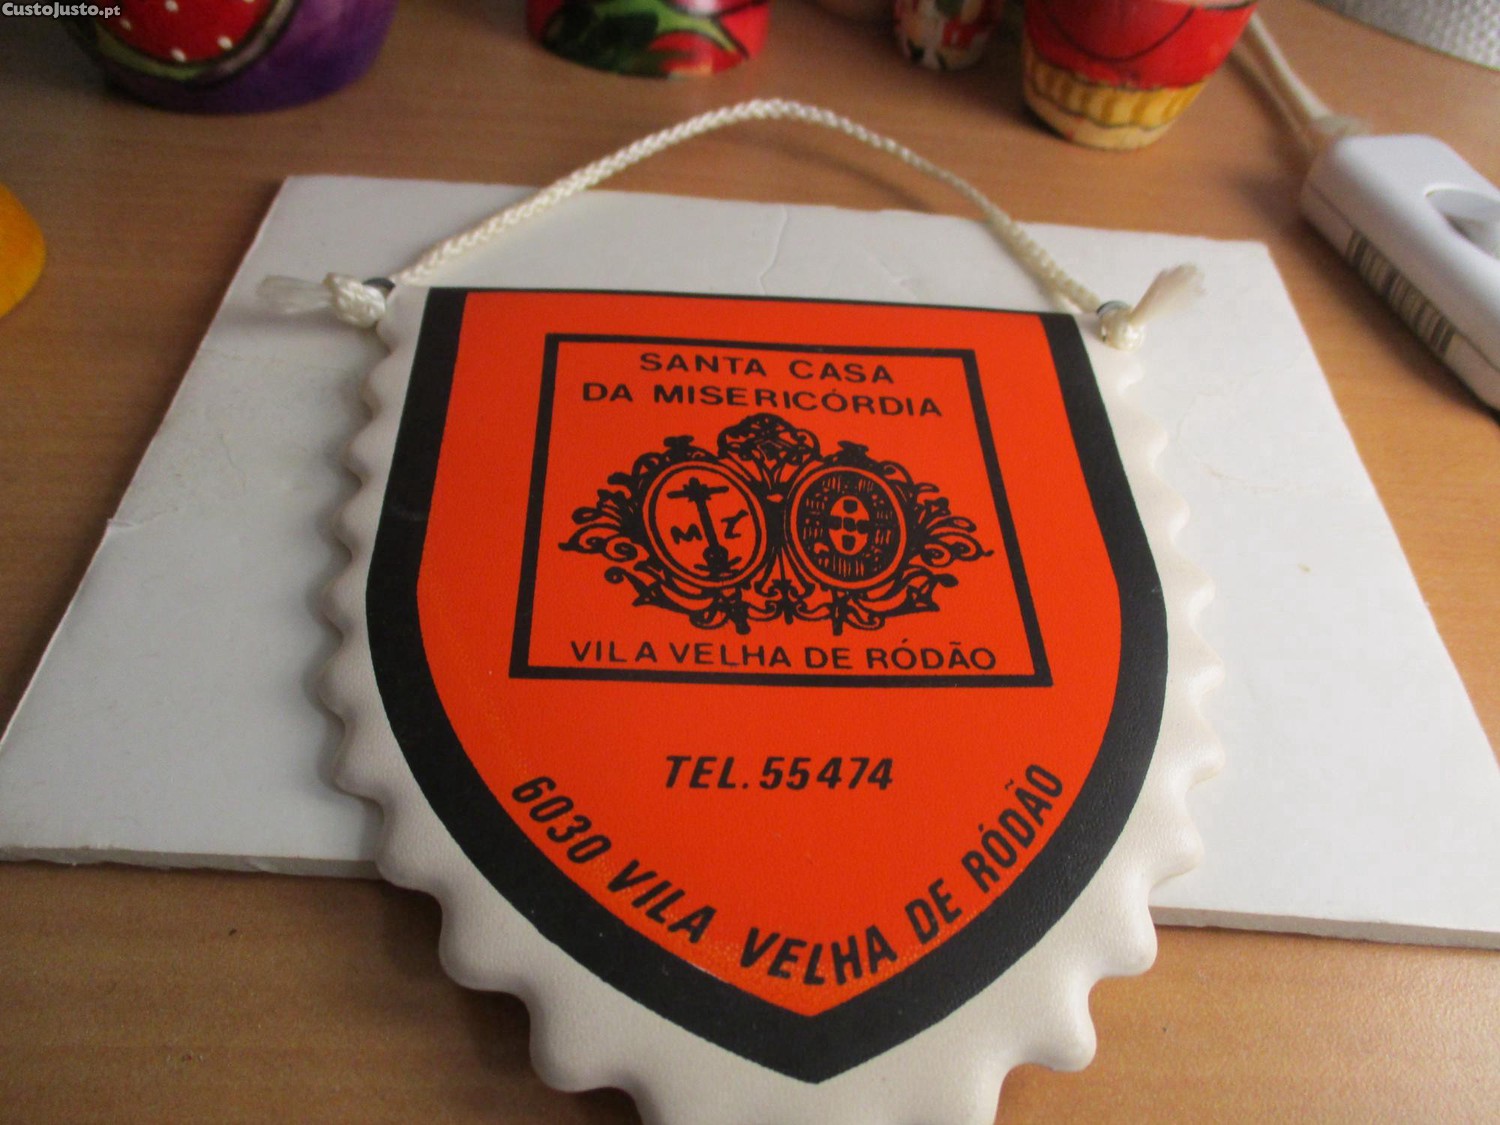 CustoJusto.pt
SANTA CASA
DA MISERICÓRDIA
M
VILA VELHA DE RÓDÃO
TEL. 55474
6030 VILA VELHA DE RÓDÃO